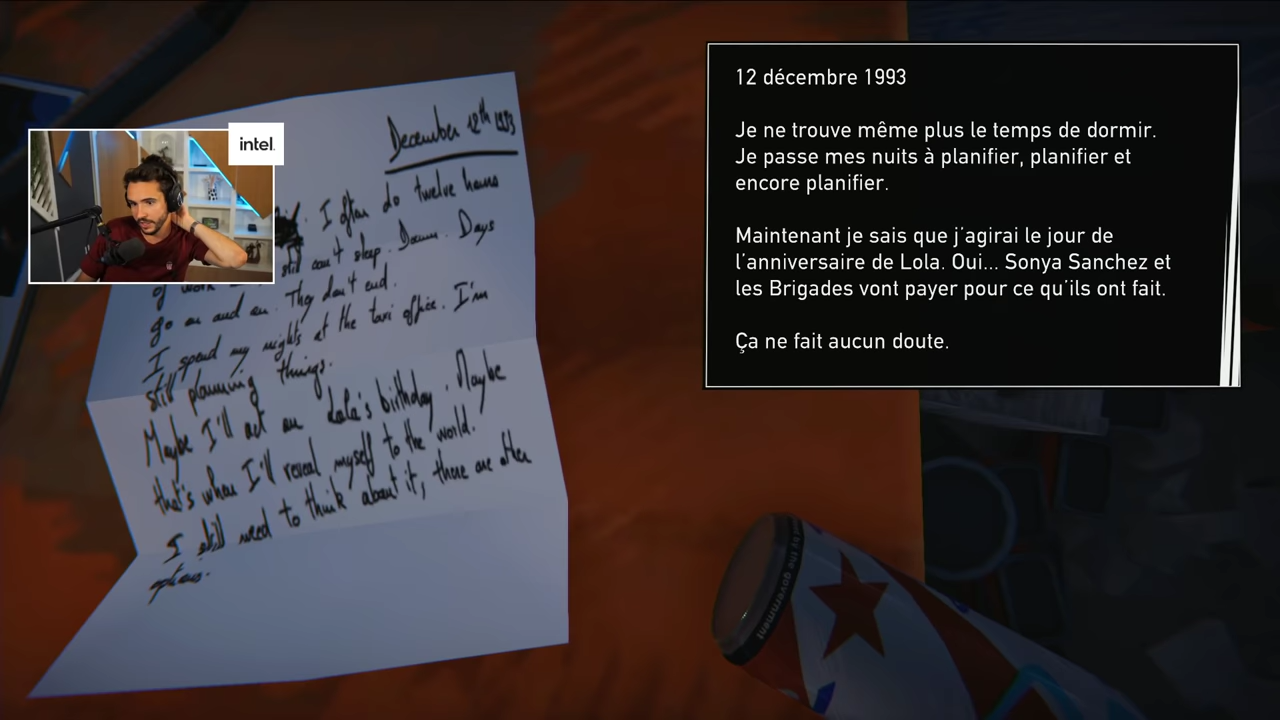 intel.
December 12th 1993
I often do twelve hours
of work
still can't sleep. Damn. Days
go on and on. They don't end.
I spend my nights at the taxi office. I'm
still planning things.
Maybe I'll act on Lola's birthday. Maybe
that's when I'll reveal myself to the world.
I still need to think about it, there are other
options.
12 décembre 1993
Je ne trouve même plus le temps de dormir.
Je passe mes nuits à planifier, planifier et
encore planifier.
Maintenant je sais que j'agirai le jour de
l'anniversaire de Lola. Oui... Sonya Sanchez et
les Brigades vont payer pour ce qu'ils ont fait.
Ça ne fait aucun doute.
by the government